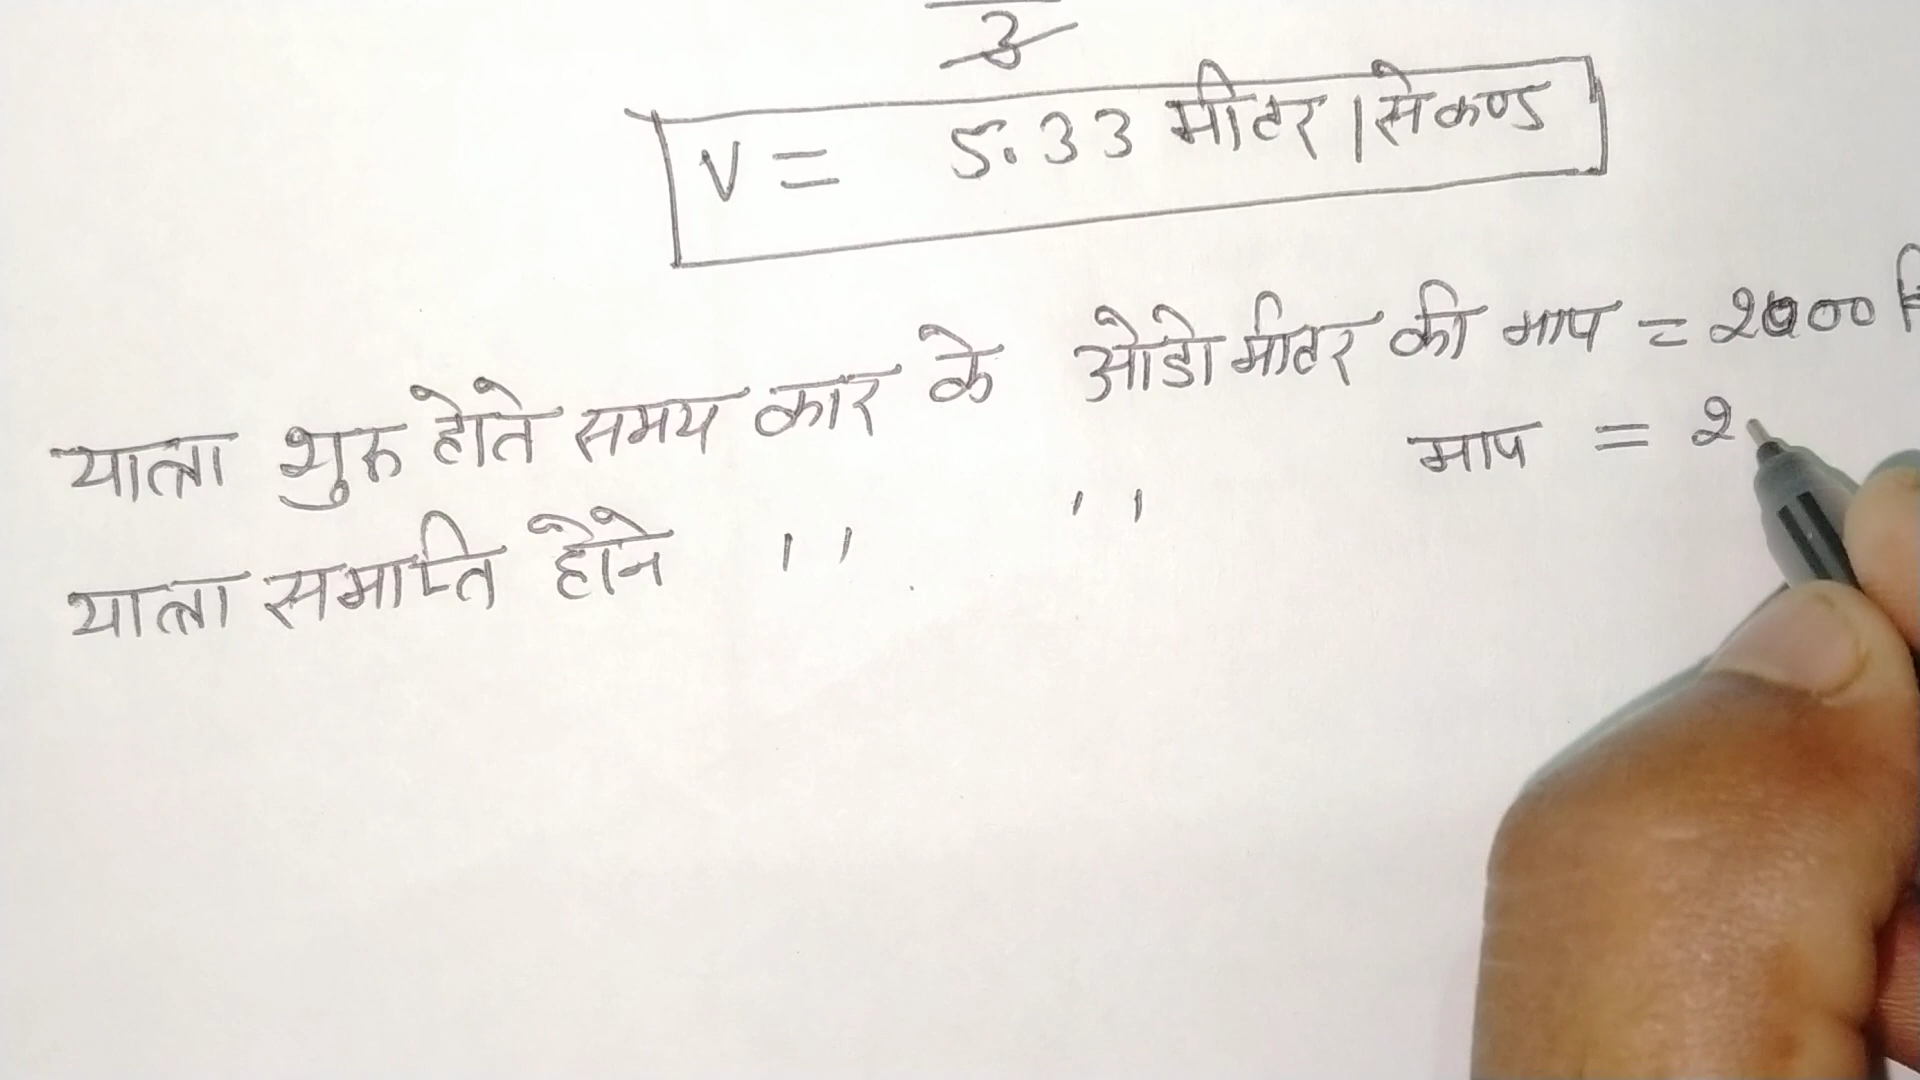 3
V = 5.33 मीटर/सेकण्ड
यात्रा शुरु होते समय कार के ओडोमीटर की माप = 2000
यात्रा समाप्ति होने '' '' माप = 2